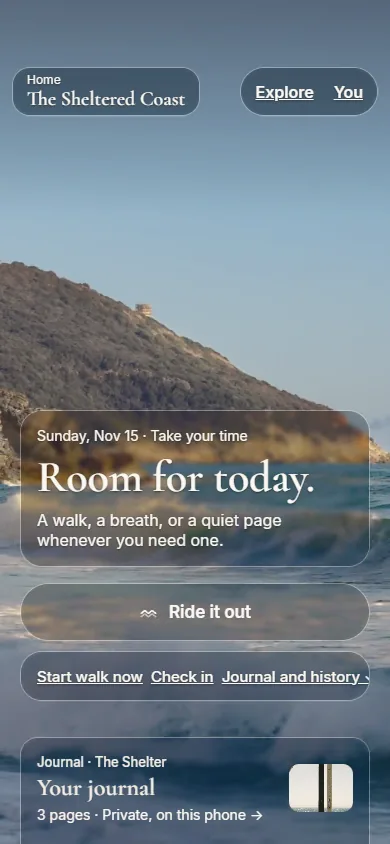 Home
The Sheltered Coast
Explore You
Sunday, Nov 15 · Take your time
Room for today.
A walk, a breath, or a quiet page
whenever you need one.
Ride it out
Start walk now Check in Journal and history
Journal · The Shelter
Your journal
3 pages · Private, on this phone →